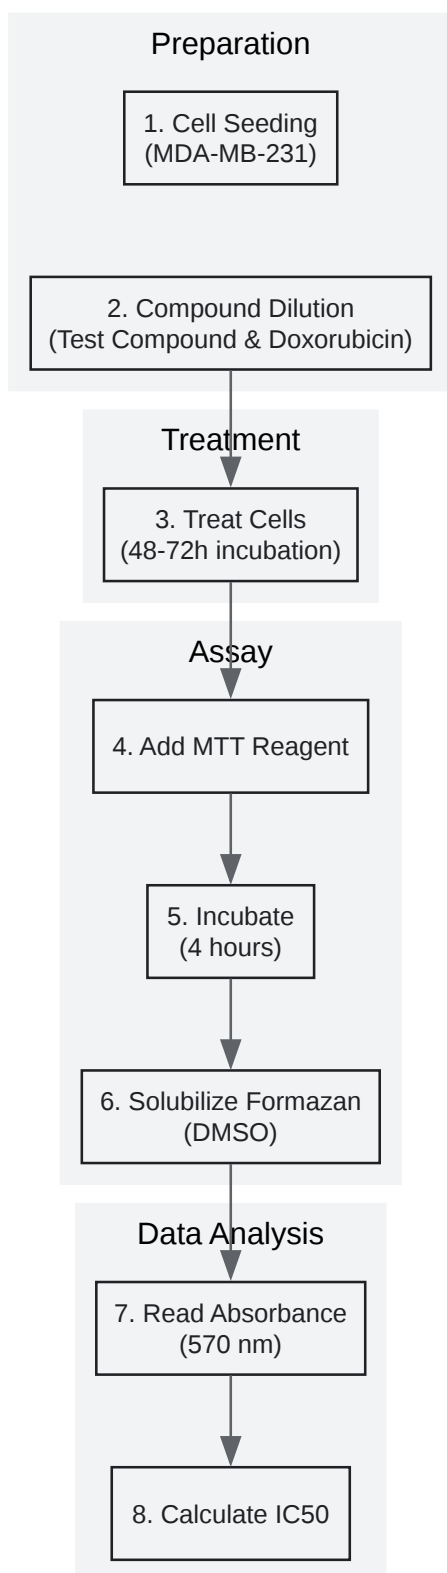 Preparation
1. Cell Seeding
(MDA-MB-231)
2. Compound Dilution
(Test Compound & Doxorubicin)
Treatment
3. Treat Cells
(48-72h incubation)
Assay
4. Add MTT Reagent
5. Incubate
(4 hours)
6. Solubilize Formazan
(DMSO)
Data Analysis
7. Read Absorbance
(570 nm)
8. Calculate IC50